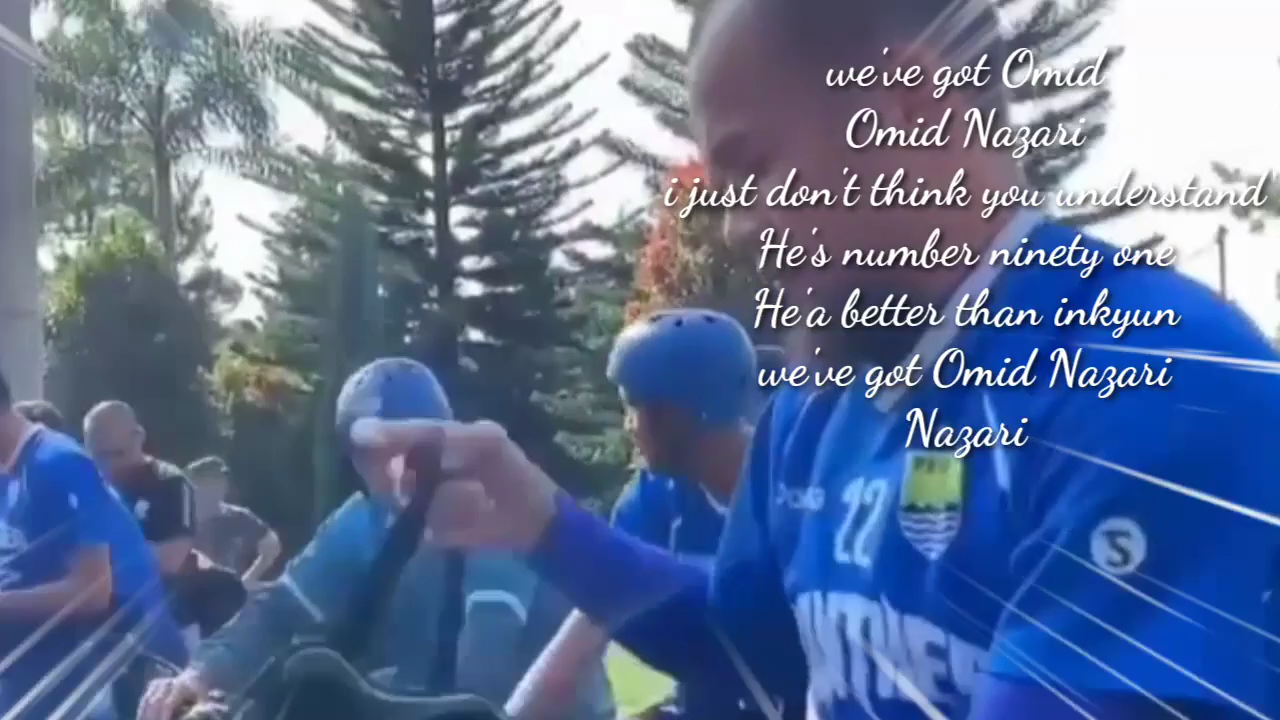 we've got Omid
Omid Nazari
i just don't think you understand
He's number ninety one
He'a better than inkyun
we've got Omid Nazari
Nazari
22